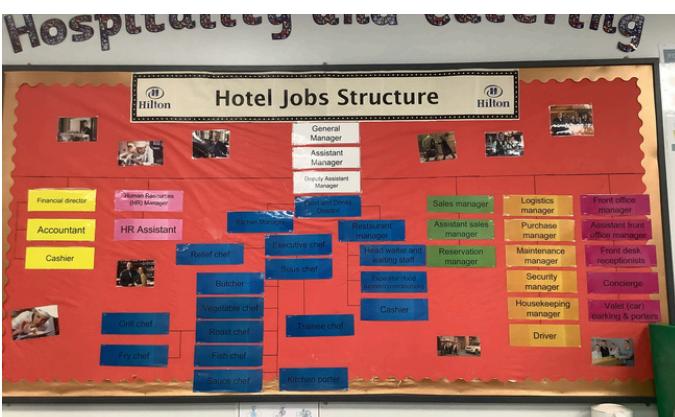 Hospitality and Catering
Hilton
Hotel Jobs Structure
Hilton
General
Manager
Assistant
Manager
Deputy Assistant
Manager
Financial director
Accountant
Cashier
Human Resources
(HR) Manager
HR Assistant
Food and Drinks
Director
Kitchen Manager
Restaurant
manager
Executive chef
Relief chef
Sous chef
Head waiter and
waiting staff
Butcher
Vegetable chef
Cashier
Grill chef
Roast chef
Trainee chef
Fry chef
Fish chef
Sauce chef
Kitchen porter
Sales manager
Assistant sales
manager
Reservation
manager
Logistics
manager
Purchase
manager
Maintenance
manager
Security
manager
Housekeeping
manager
Driver
Front office
manager
Assistant front
office manager
Front desk
receptionists
Concierge
Valet (car)
parking & porters